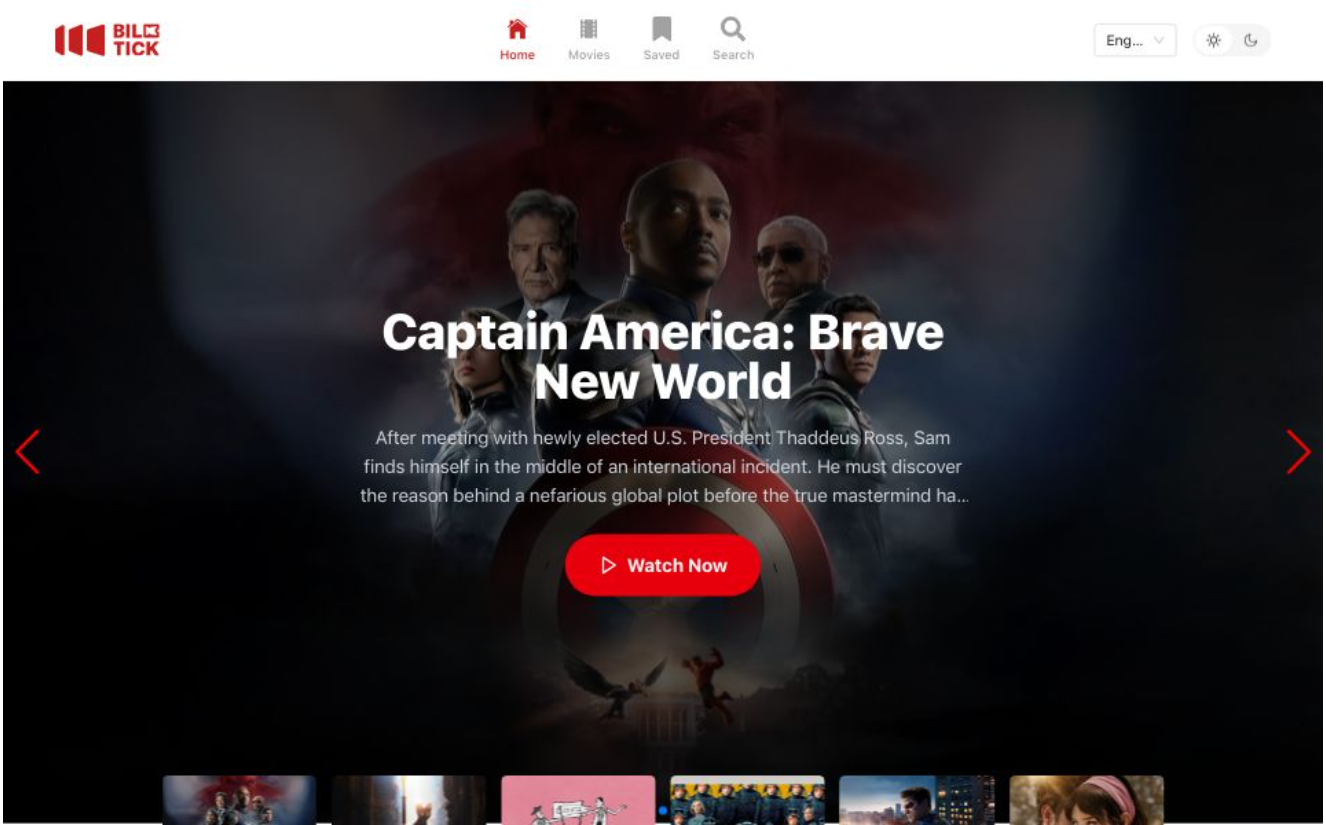 BILE
TICK
Home
Movies
Saved
Search
Eng...
Captain America: Brave
New World
After meeting with newly elected U.S. President Thaddeus Ross, Sam
finds himself in the middle of an international incident. He must discover
the reason behind a nefarious global plot before the true mastermind ha...
Watch Now